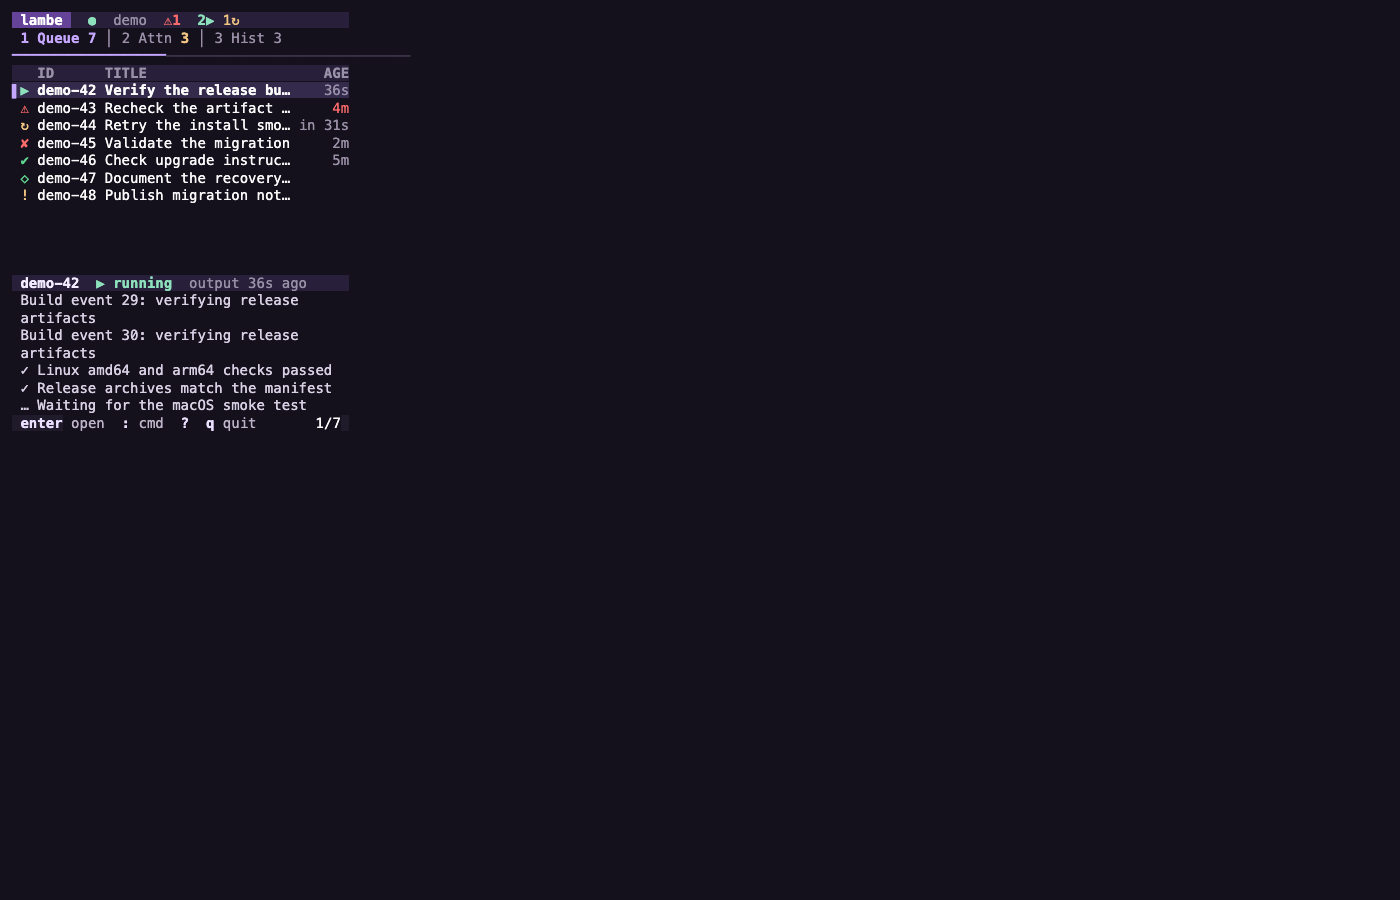 lambe ● demo ⚠1 2▶ 1↻
1 Queue 7 │ 2 Attn 3 │ 3 Hist 3
ID TITLE AGE
▶ demo-42 Verify the release bu… 36s
⚠ demo-43 Recheck the artifact … 4m
↻ demo-44 Retry the install smo… in 31s
✘ demo-45 Validate the migration 2m
✔ demo-46 Check upgrade instruc… 5m
◇ demo-47 Document the recovery…
! demo-48 Publish migration not…
demo-42 ▶ running output 36s ago
Build event 29: verifying release
artifacts
Build event 30: verifying release
artifacts
✓ Linux amd64 and arm64 checks passed
✓ Release archives match the manifest
… Waiting for the macOS smoke test
enter open : cmd ? q quit 1/7